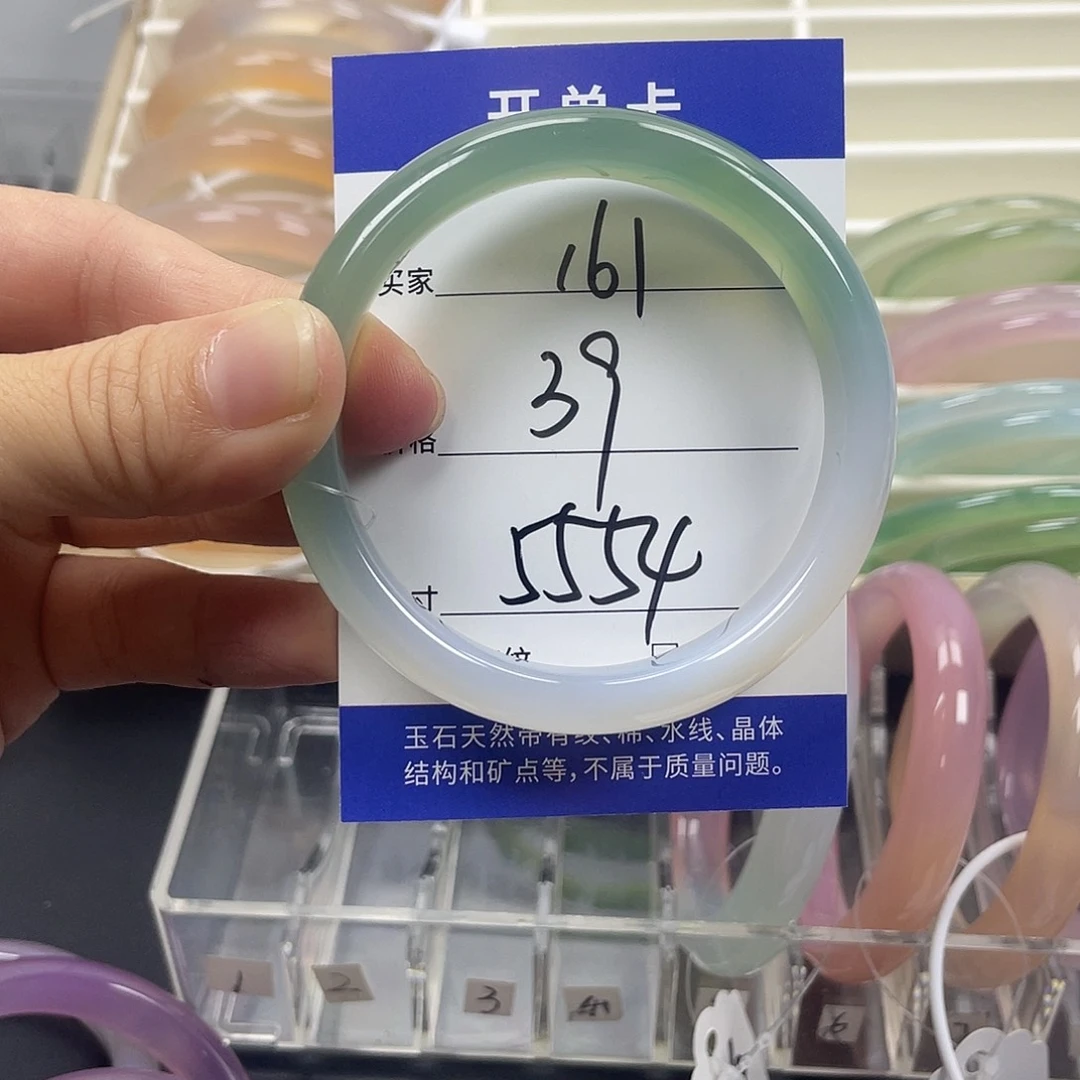 开单卡
买家 161
价格 39
寸 5554
玉石天然带有纹、棉、水线、晶体
结构和矿点等,不属于质量问题。
1
2
3
6